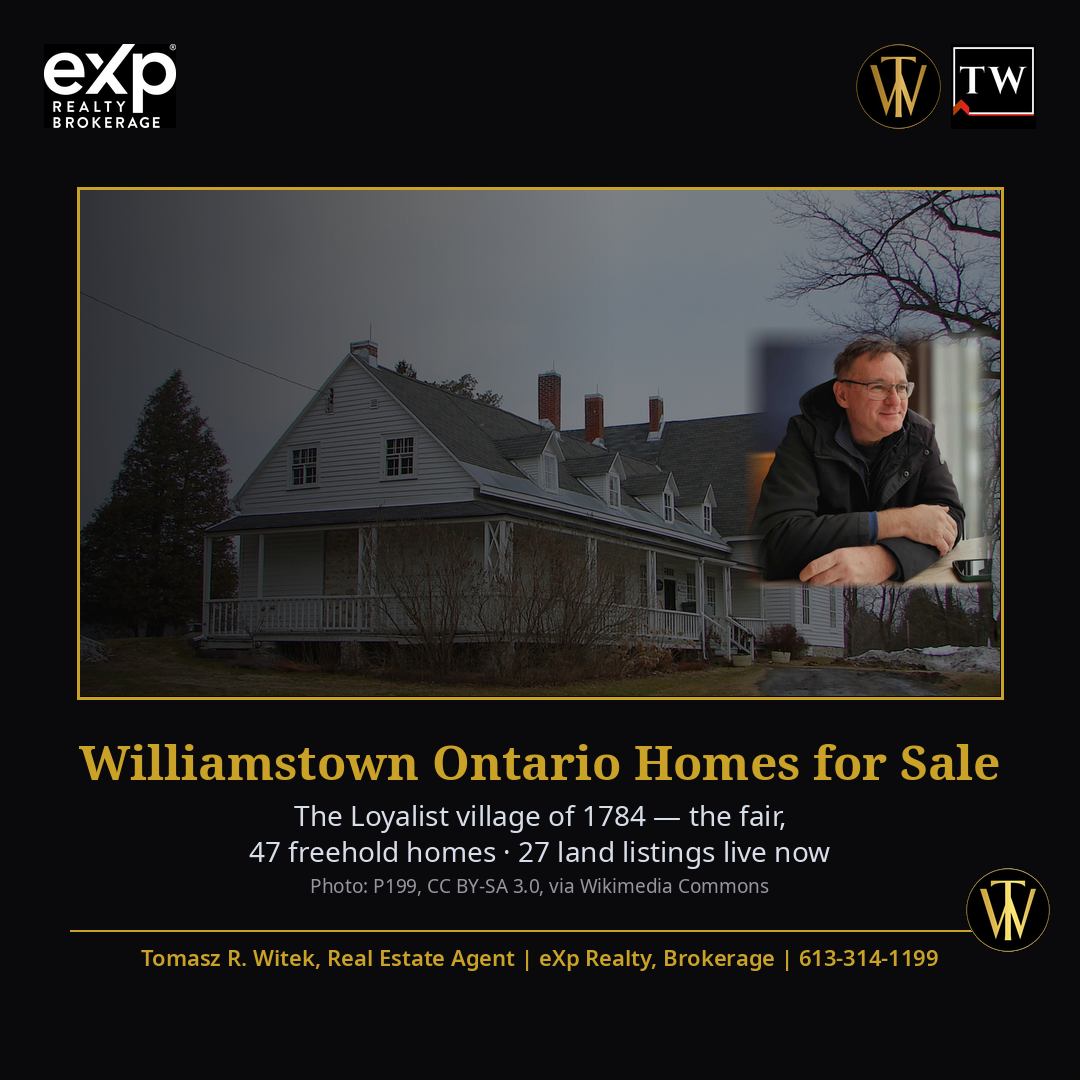 exp®
REALTY
BROKERAGE
TW
TW
Williamstown Ontario Homes for Sale
The Loyalist village of 1784 — the fair,
47 freehold homes · 27 land listings live now
Photo: P199, CC BY-SA 3.0, via Wikimedia Commons
TW
Tomasz R. Witek, Real Estate Agent | eXp Realty, Brokerage | 613-314-1199